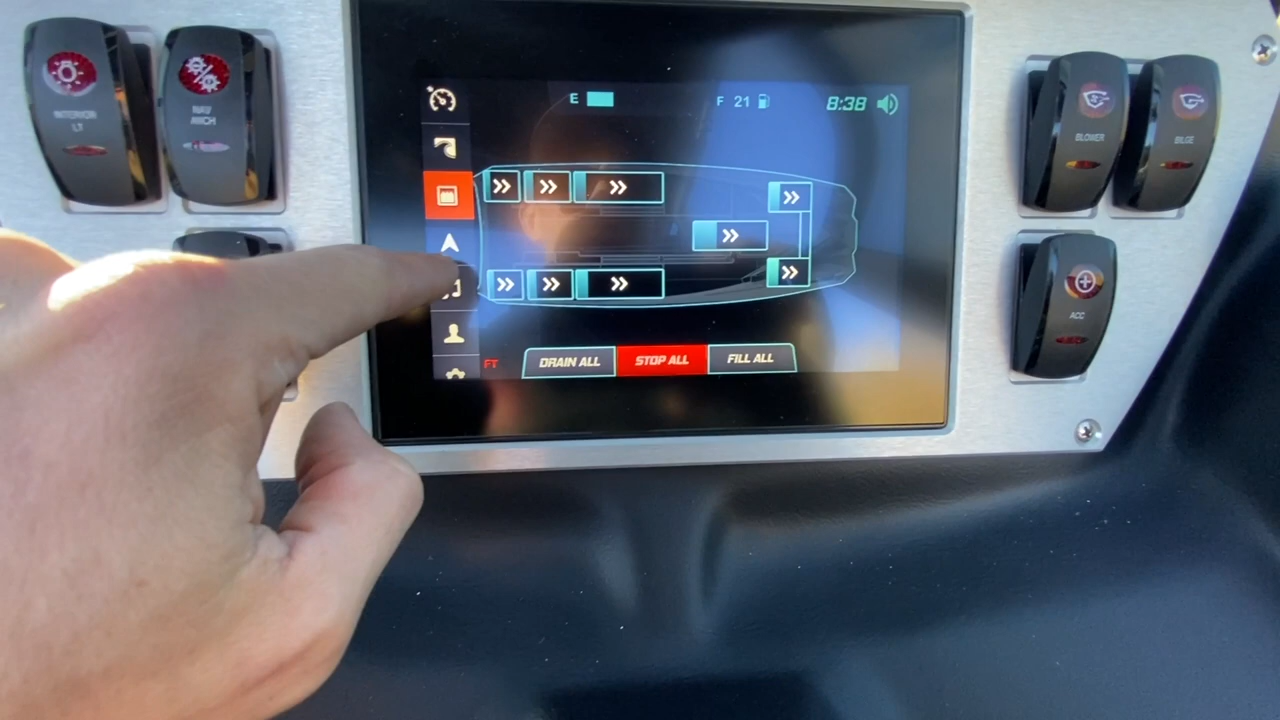 INTERIOR
LT
NAV
ANCH
E
F 21
8:38
FT
DRAIN ALL
STOP ALL
FILL ALL
BLOWER
BILGE
ACC